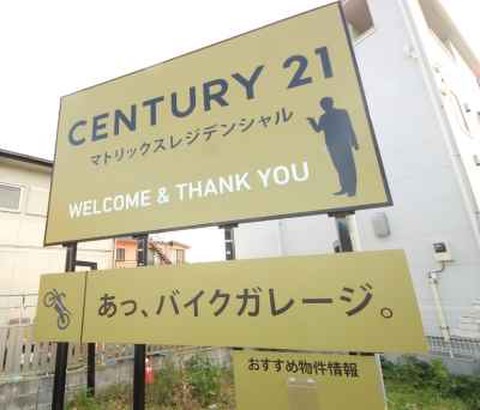 CENTURY 21
マトリックスレジデンシャル
WELCOME & THANK YOU
あっ、バイクガレージ。
おすすめ物件情報